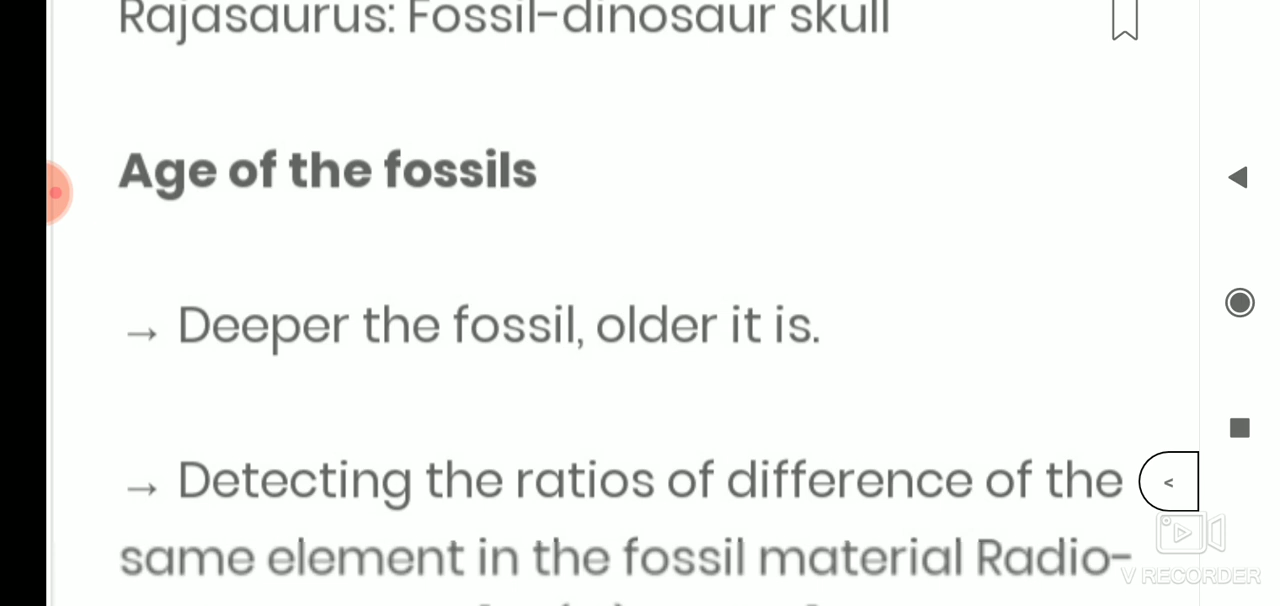 Rajasaurus: Fossil-dinosaur skull
Age of the fossils
→ Deeper the fossil, older it is.
→ Detecting the ratios of difference of the
same element in the fossil material Radio-
<
V RECORDER